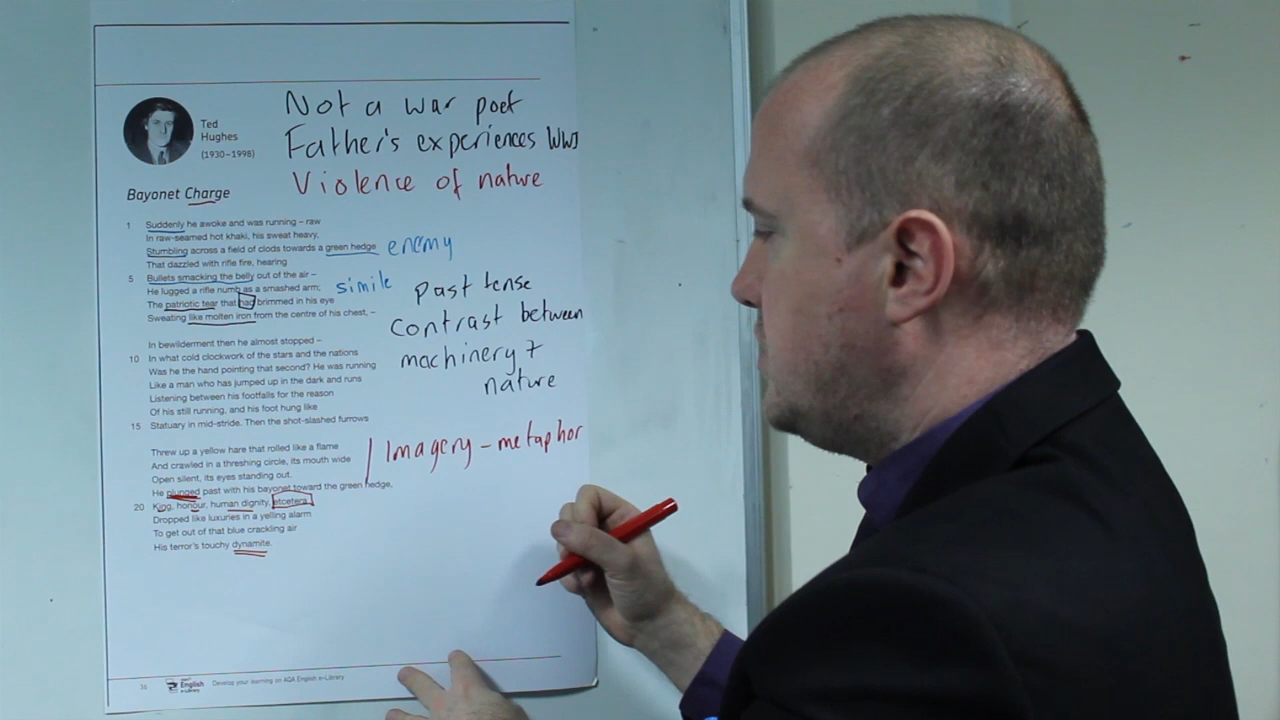 Ted
Hughes
(1930–1998)
Not a war poet
Father's experiences WW1
Violence of nature
Bayonet Charge
1 Suddenly he awoke and was running – raw
In raw-seamed hot khaki, his sweat heavy,
Stumbling across a field of clods towards a green hedge
enemy
That dazzled with rifle fire, hearing
5 Bullets smacking the belly out of the air –
He lugged a rifle numb as a smashed arm;
simile
The patriotic tear that had brimmed in his eye
Sweating like molten iron from the centre of his chest, –
past tense
contrast between
machinery +
nature
In bewilderment then he almost stopped –
10 In what cold clockwork of the stars and the nations
Was he the hand pointing that second? He was running
Like a man who has jumped up in the dark and runs
Listening between his footfalls for the reason
Of his still running, and his foot hung like
15 Statuary in mid-stride. Then the shot-slashed furrows
Threw up a yellow hare that rolled like a flame
And crawled in a threshing circle, its mouth wide
Open silent, its eyes standing out.
Imagery – metaphor
He plunged past with his bayonet toward the green hedge,
20 King, honour, human dignity, etcetera
Dropped like luxuries in a yelling alarm
To get out of that blue crackling air
His terror's touchy dynamite.
English
e-Library
Develop your learning on AQA English e-Library